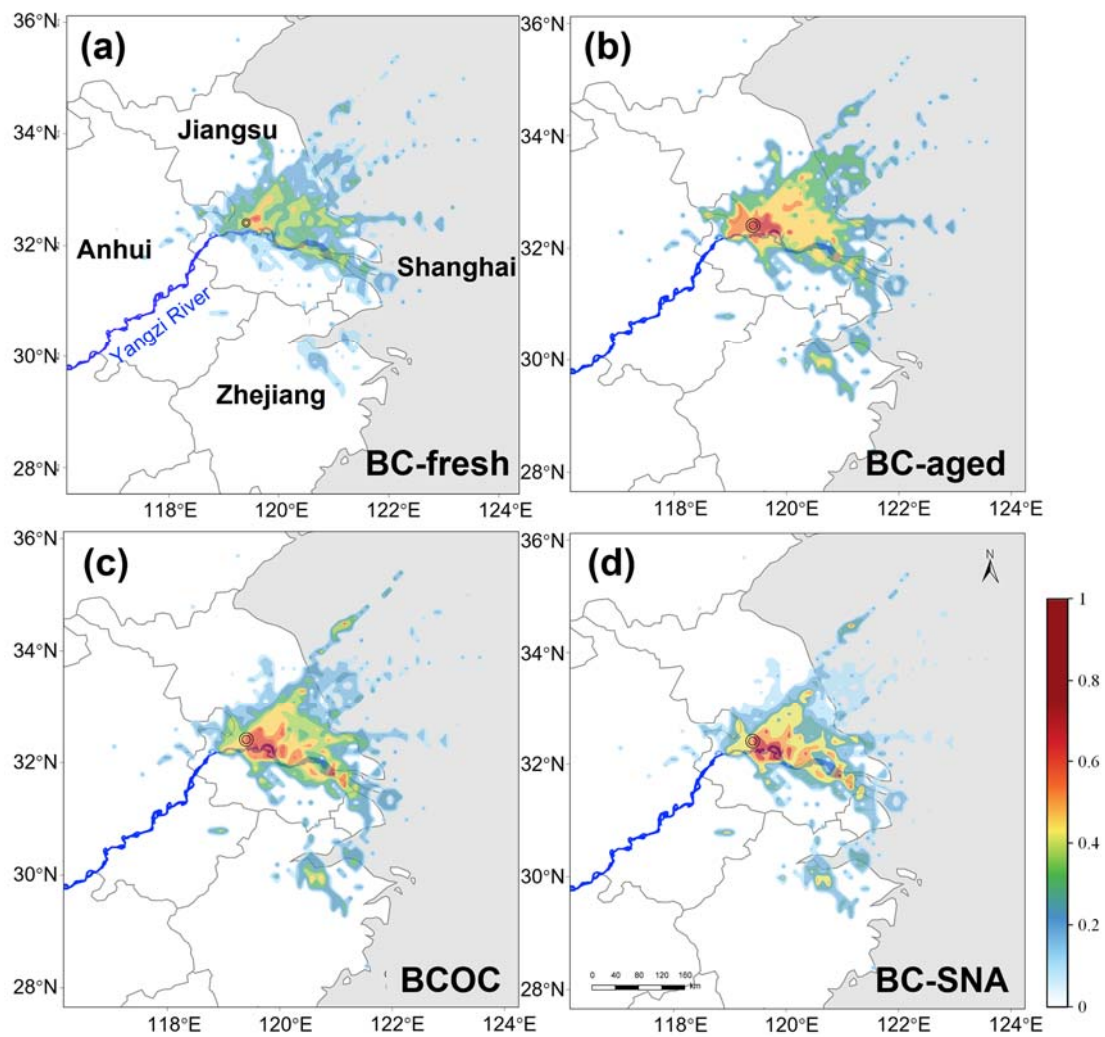 36°N
(a)
Jiangsu
34°N
Anhui
32°N
Shanghai
Yangzi River
30°N
Zhejiang
28°N
BC-fresh
118°E
120°E
122°E
124°E
36°N
(b)
34°N
32°N
30°N
28°N
BC-aged
118°E
120°E
122°E
124°E
36°N
(c)
34°N
32°N
30°N
28°N
BCOC
118°E
120°E
122°E
124°E
36°N
(d)
N
34°N
32°N
30°N
28°N
0 40 80 120 160
km
BC-SNA
118°E
120°E
122°E
124°E
1
0.8
0.6
0.4
0.2
0